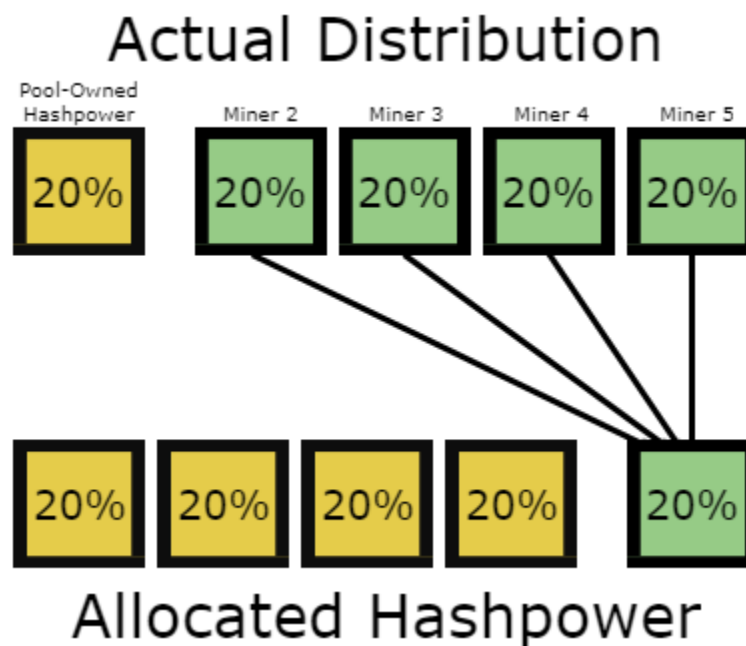 Actual Distribution
Pool-Owned
Hashpower
Miner 2
Miner 3
Miner 4
Miner 5
20%
20%
20%
20%
20%
20%
20%
20%
20%
20%
Allocated Hashpower